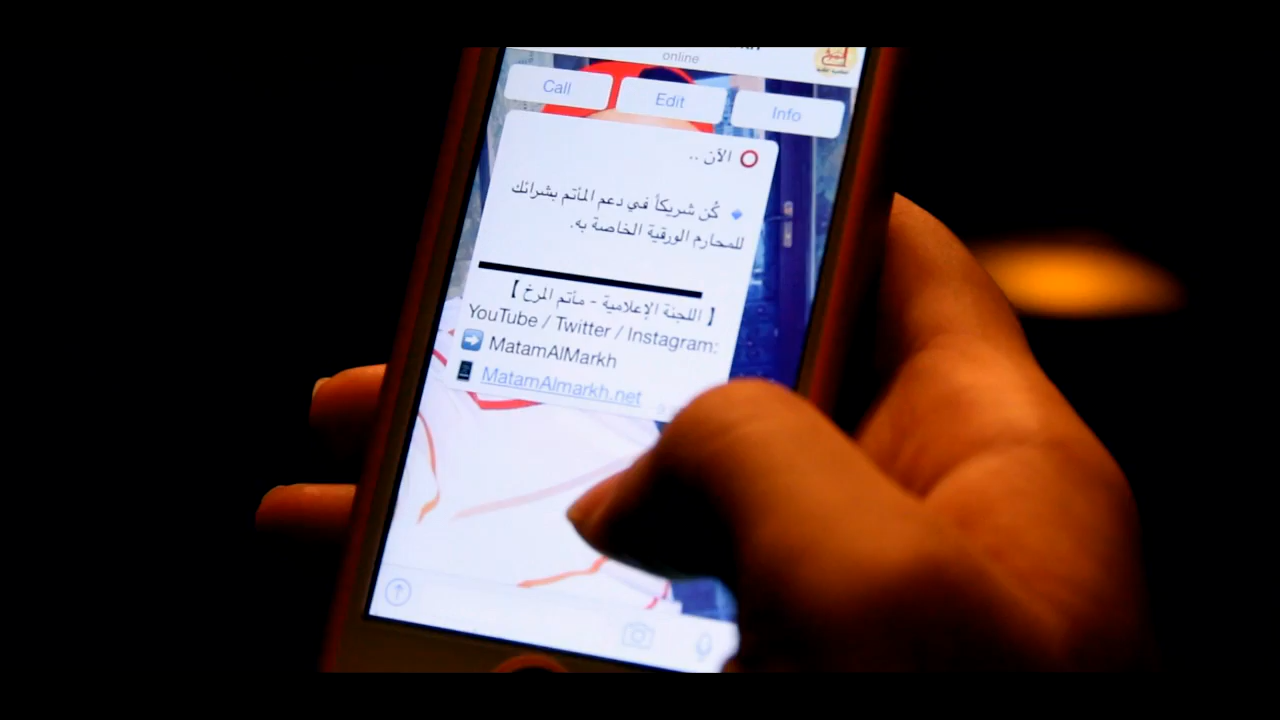 online
Call
Edit
Info
الآن ..
كُن شريكاً في دعم المأتم بشرائك
للمحارم الورقية الخاصة به.
【 اللجنة الإعلامية - مأتم المرخ 】
YouTube / Twitter / Instagram:
MatamAlMarkh
MatamAlmarkh.net